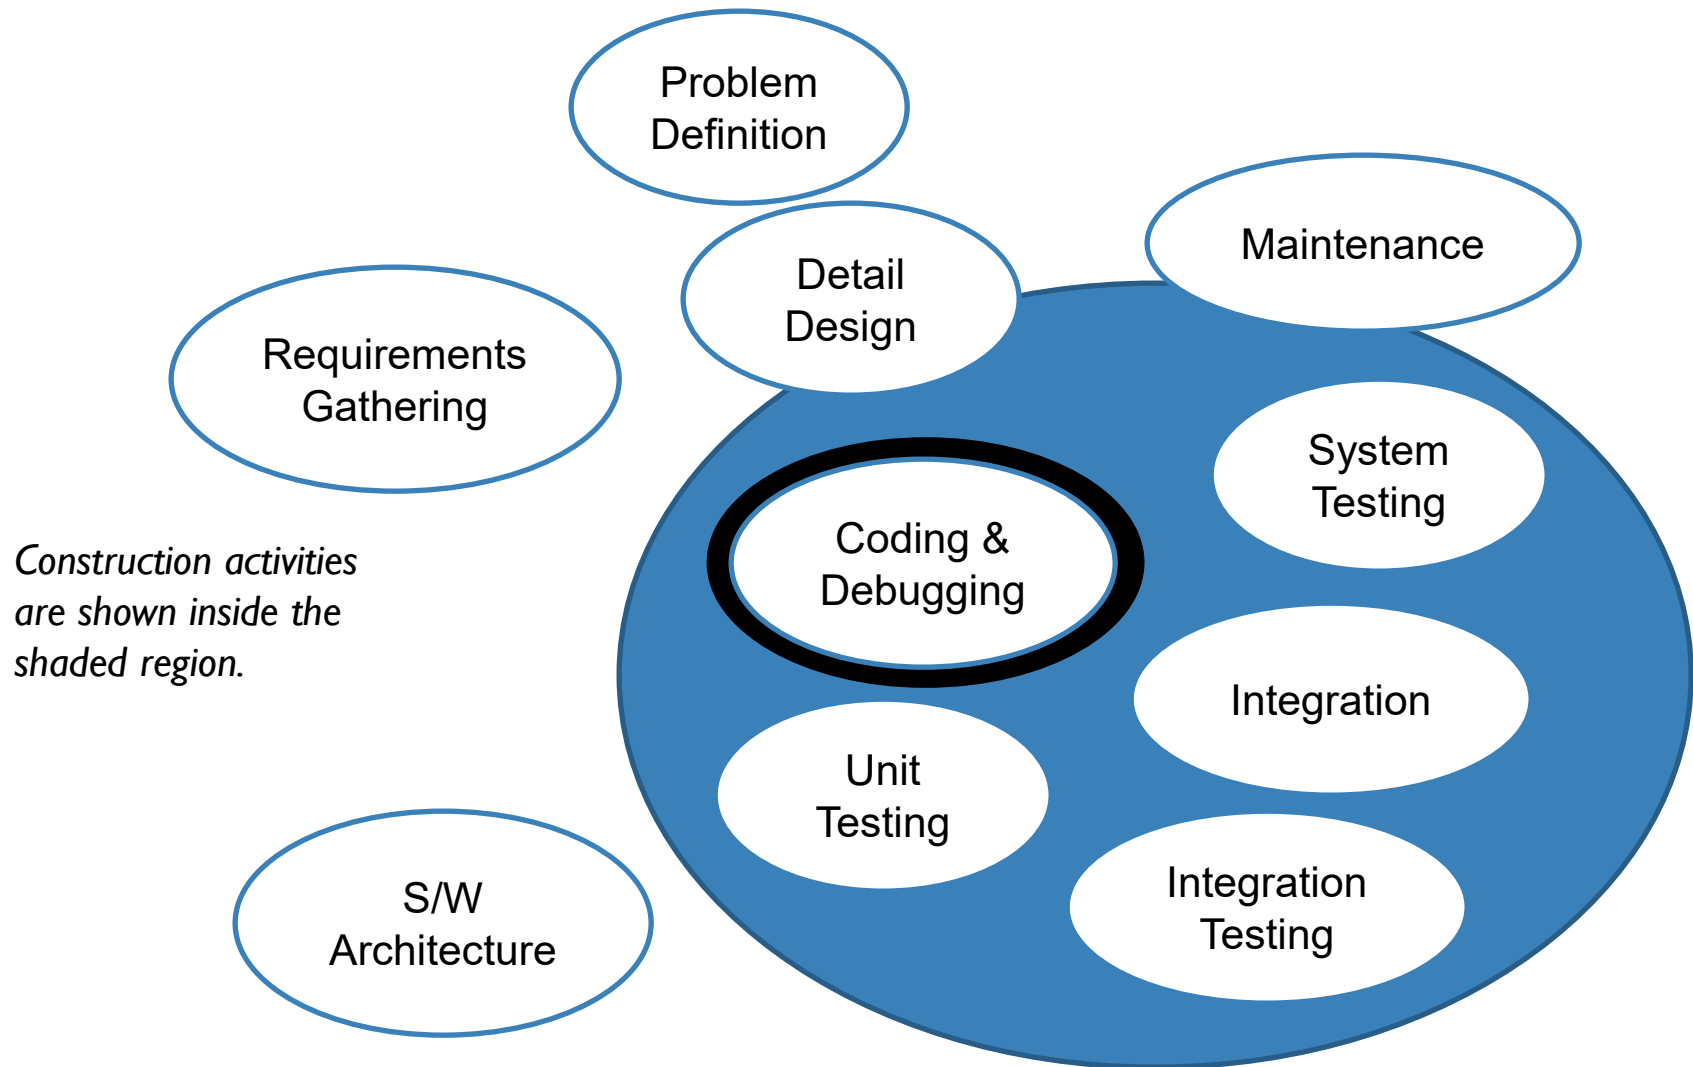 Problem
Definition
Maintenance
Detail
Design
Requirements
Gathering
System
Testing
Coding &
Debugging
Construction activities
are shown inside the
shaded region.
Integration
Unit
Testing
Integration
Testing
S/W
Architecture